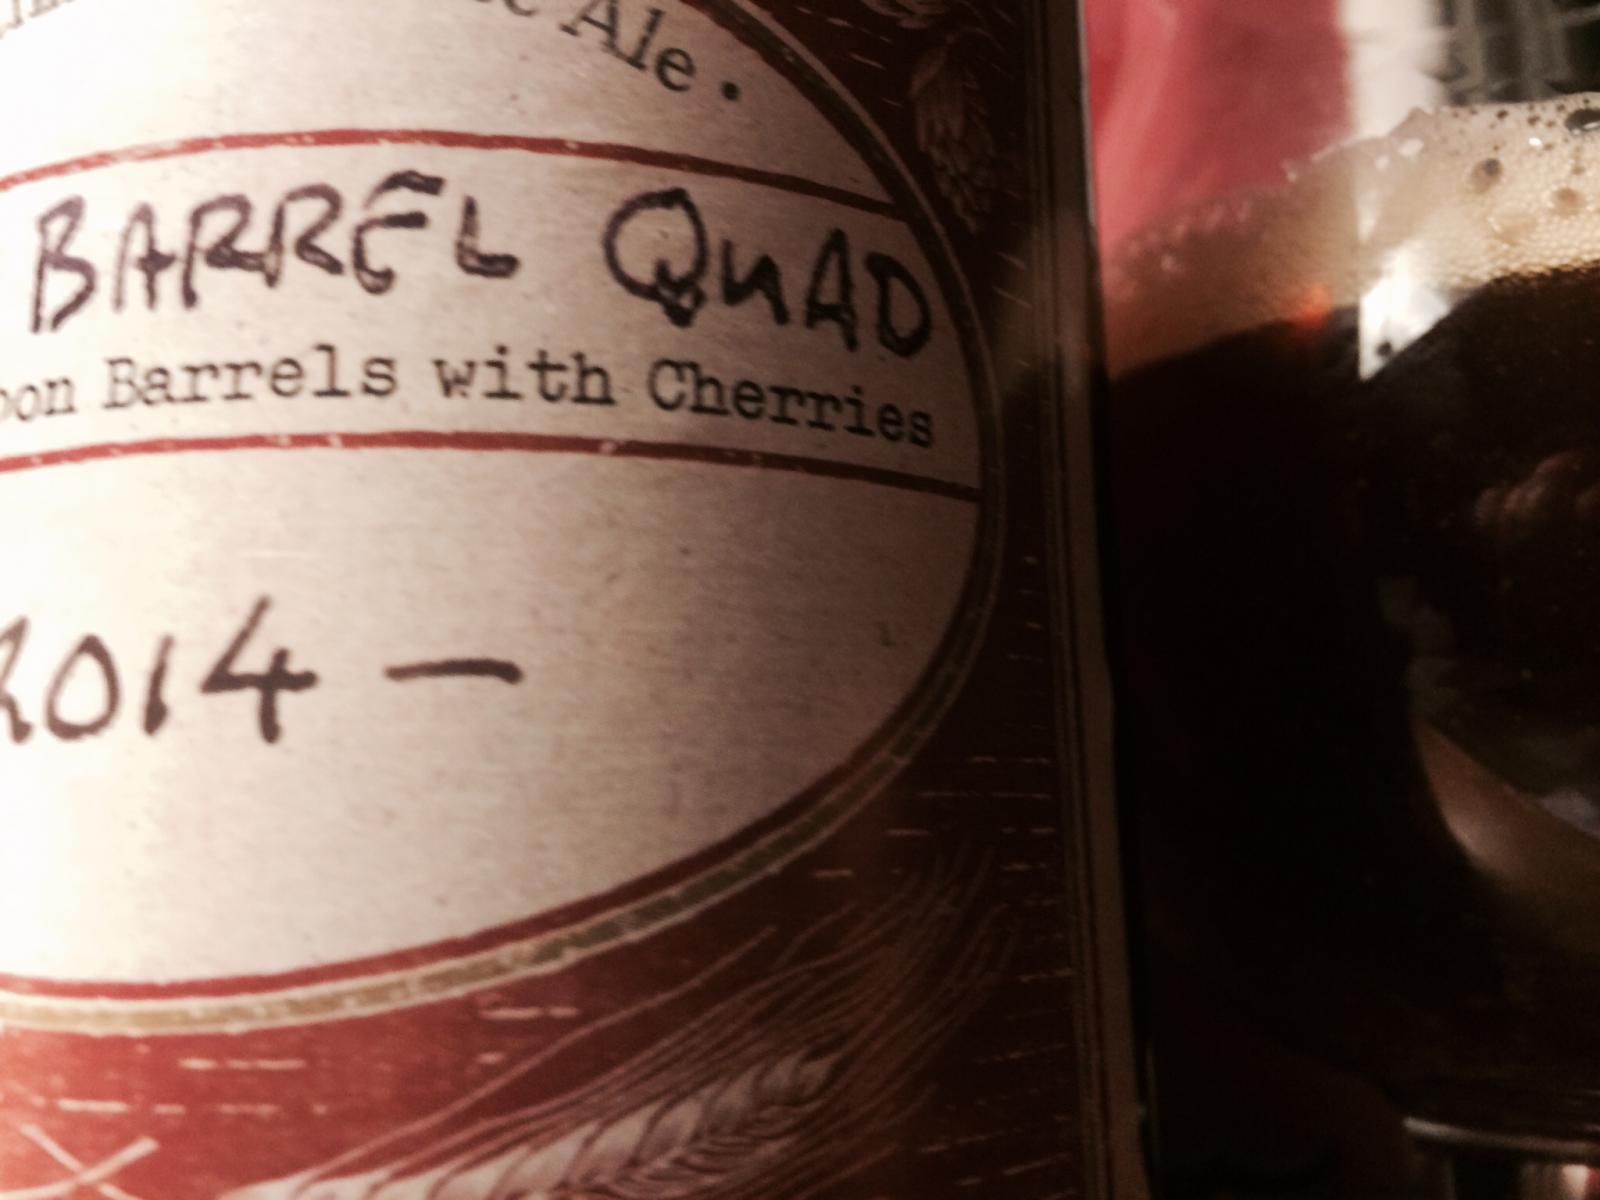 Ale .
BARREL QUAD
Barrels with Cherries
2014 -